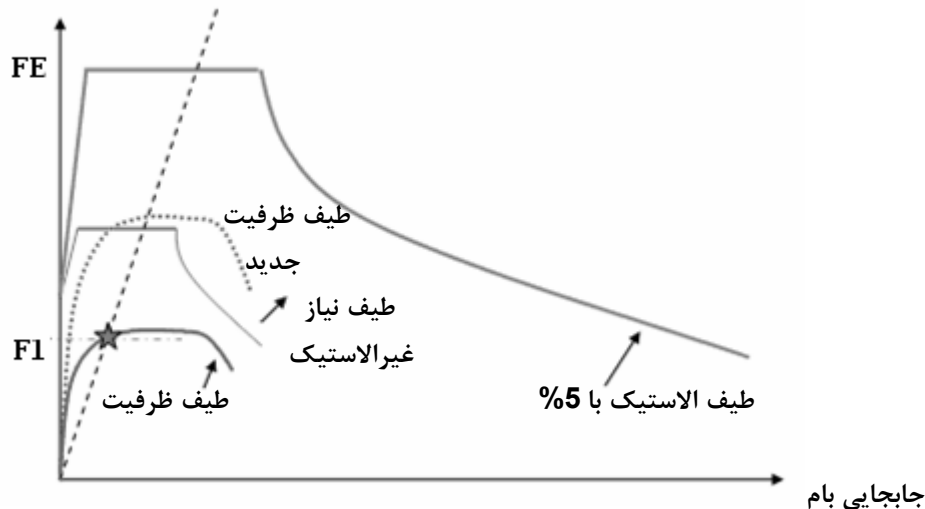 FE
طیف ظرفیت
جدید
طیف نیاز
غیرالاستیک
F1
طیف ظرفیت
طیف الاستیک با 5%
جابجایی بام